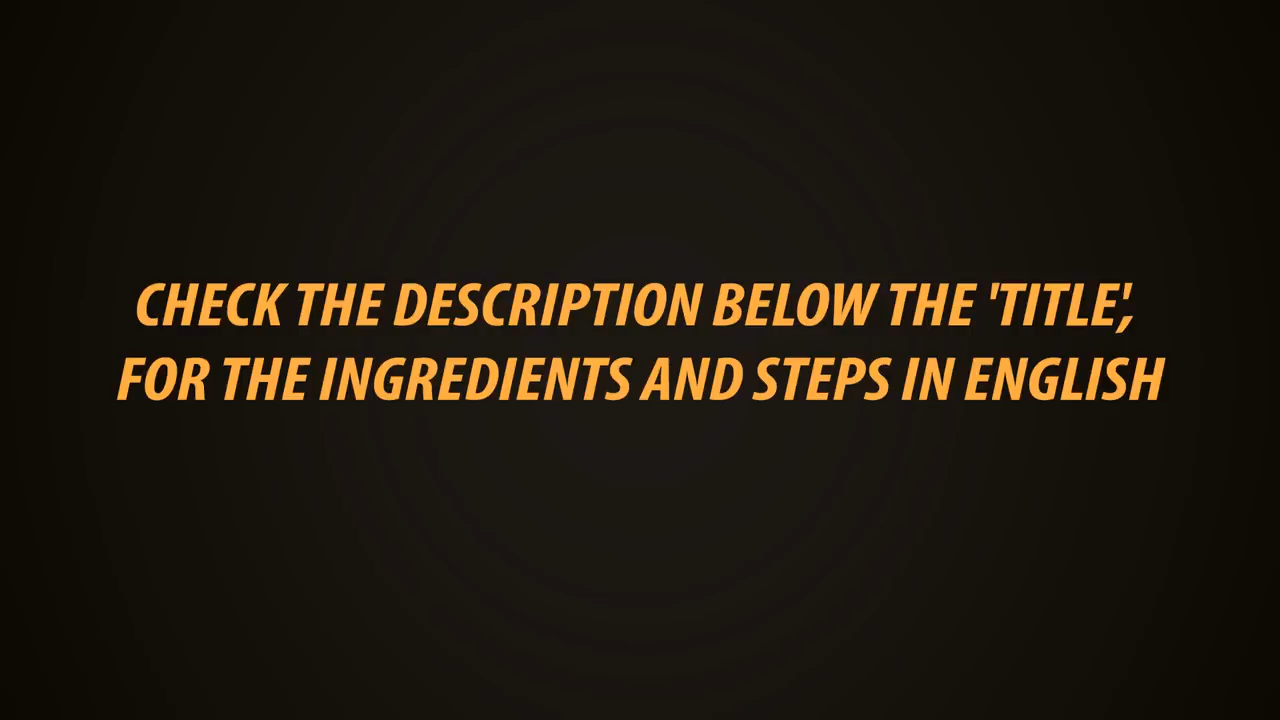 CHECK THE DESCRIPTION BELOW THE 'TITLE',
FOR THE INGREDIENTS AND STEPS IN ENGLISH